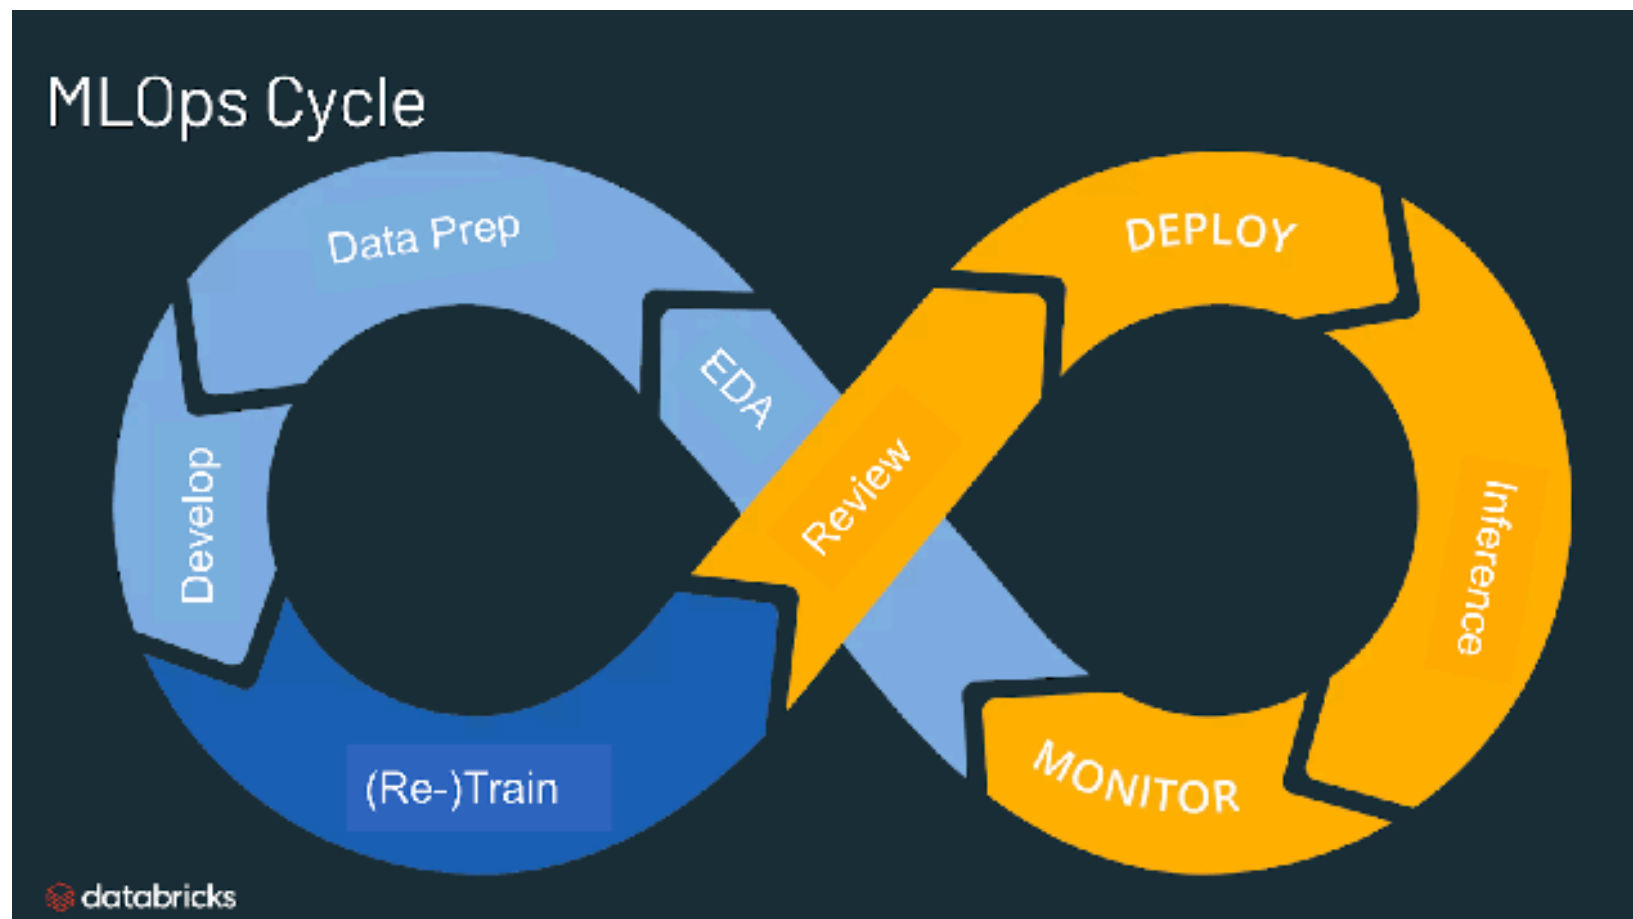 MLOps Cycle
Data Prep
DEPLOY
EDA
Review
Develop
Inference
(Re-)Train
MONITOR
databricks